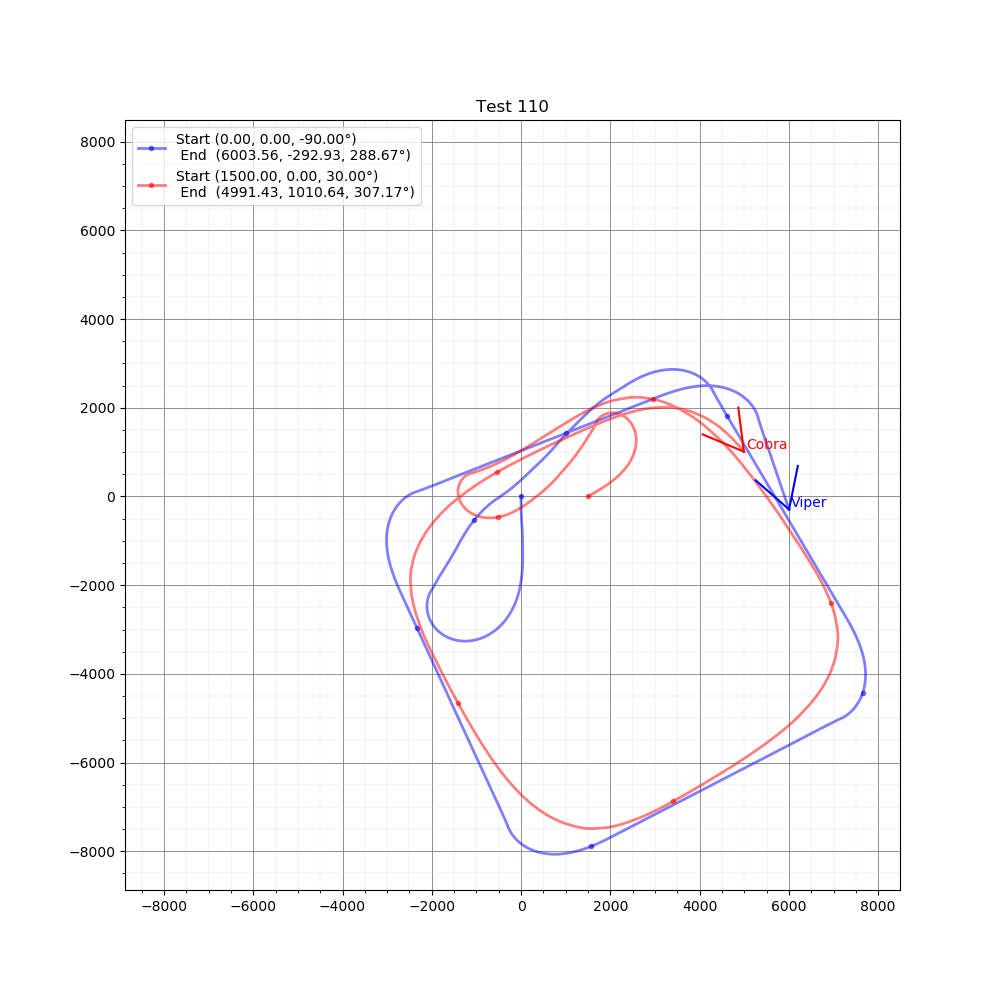 Test 110
Start (0.00, 0.00, -90.00°)
End (6003.56, -292.93, 288.67°)
Start (1500.00, 0.00, 30.00°)
End (4991.43, 1010.64, 307.17°)
8000
6000
4000
2000
0
−2000
−4000
−6000
−8000
Cobra
Viper
−8000 −6000 −4000 −2000 0 2000 4000 6000 8000